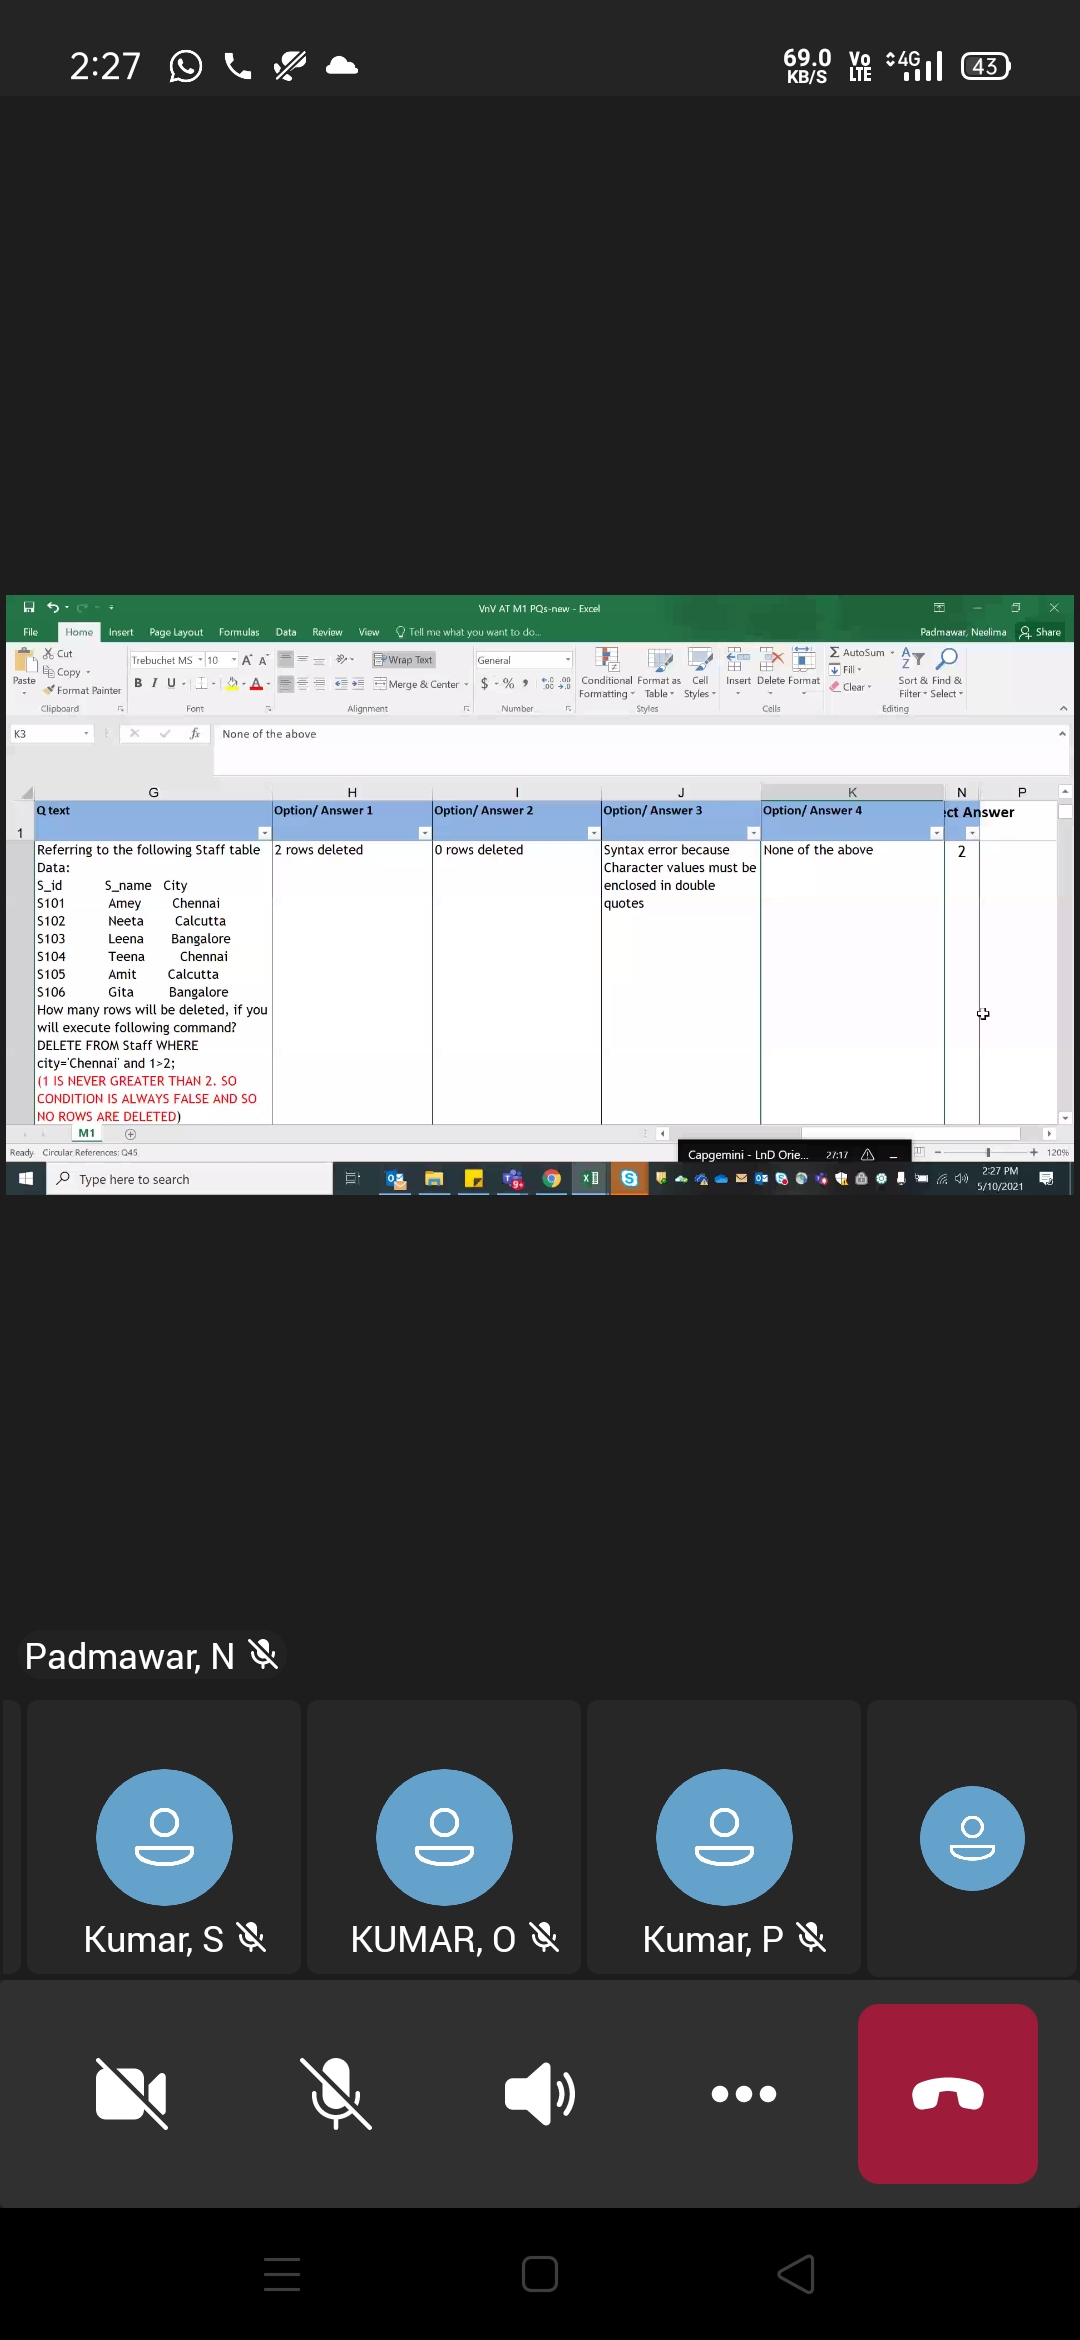 2:27
69.0 KB/S
Vo LTE
4G
43
VnV AT M1 PQs-new - Excel
File Home Insert Page Layout Formulas Data Review View Tell me what you want to do... Padmawar, Neelima Share
Paste
Cut
Copy
Format Painter
Clipboard
Trebuchet MS 10
B I U
Font
Wrap Text
Merge & Center
Alignment
General
$ % ,
Number
Conditional Formatting
Format as Table
Cell Styles
Styles
Insert Delete Format
Cells
AutoSum
Fill
Clear
Sort & Filter
Find & Select
Editing
K3
fx
None of the above
G H I J K N P
1
Q text
Option/ Answer 1
Option/ Answer 2
Option/ Answer 3
Option/ Answer 4
ct Answer
Referring to the following Staff table
Data:
S_id S_name City
S101 Amey Chennai
S102 Neeta Calcutta
S103 Leena Bangalore
S104 Teena Chennai
S105 Amit Calcutta
S106 Gita Bangalore
How many rows will be deleted, if you
will execute following command?
DELETE FROM Staff WHERE
city='Chennai' and 1>2;
(1 IS NEVER GREATER THAN 2. SO
CONDITION IS ALWAYS FALSE AND SO
NO ROWS ARE DELETED)
2 rows deleted
0 rows deleted
Syntax error because
Character values must be
enclosed in double
quotes
None of the above
2
M1
Ready Circular References: Q45
Capgemini - LnD Orie... 27:17
120%
Type here to search
2:27 PM
5/10/2021
Padmawar, N
Kumar, S
KUMAR, O
Kumar, P